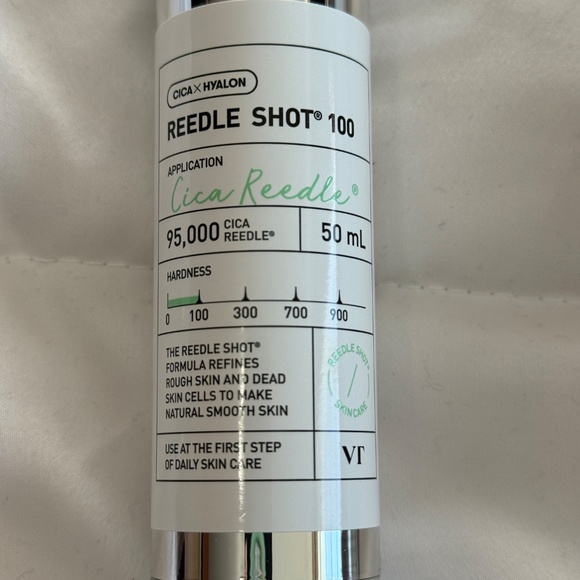 CICA X HYALON
REEDLE SHOT® 100
APPLICATION
Cica Reedle®
95,000 CICA REEDLE®
50 mL
HARDNESS
0 100 300 700 900
THE REEDLE SHOT®
FORMULA REFINES
ROUGH SKIN AND DEAD
SKIN CELLS TO MAKE
NATURAL SMOOTH SKIN
REEDLE SHOT®
SKINCARE
USE AT THE FIRST STEP
OF DAILY SKIN CARE
VT